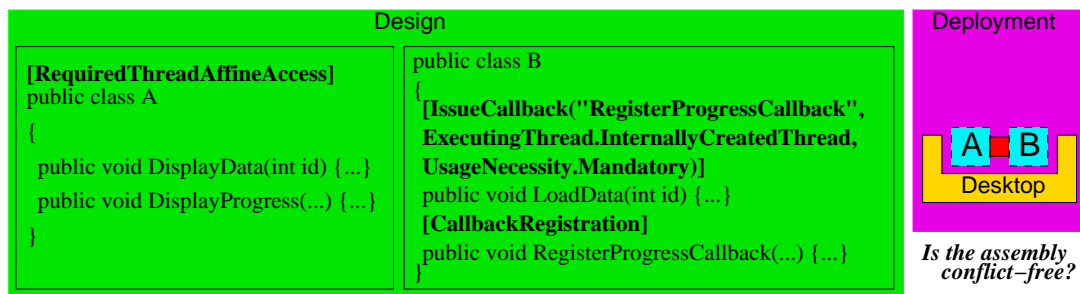 Design
[RequiredThreadAffineAccess]
public class A
{
public void DisplayData(int id) {...}
public void DisplayProgress(...) {...}
}
public class B
{
[IssueCallback("RegisterProgressCallback",
ExecutingThread.InternallyCreatedThread,
UsageNecessity.Mandatory)]
public void LoadData(int id) {...}
[CallbackRegistration]
public void RegisterProgressCallback(...) {...}
}
Deployment
A B
Desktop
Is the assembly
conflict−free?